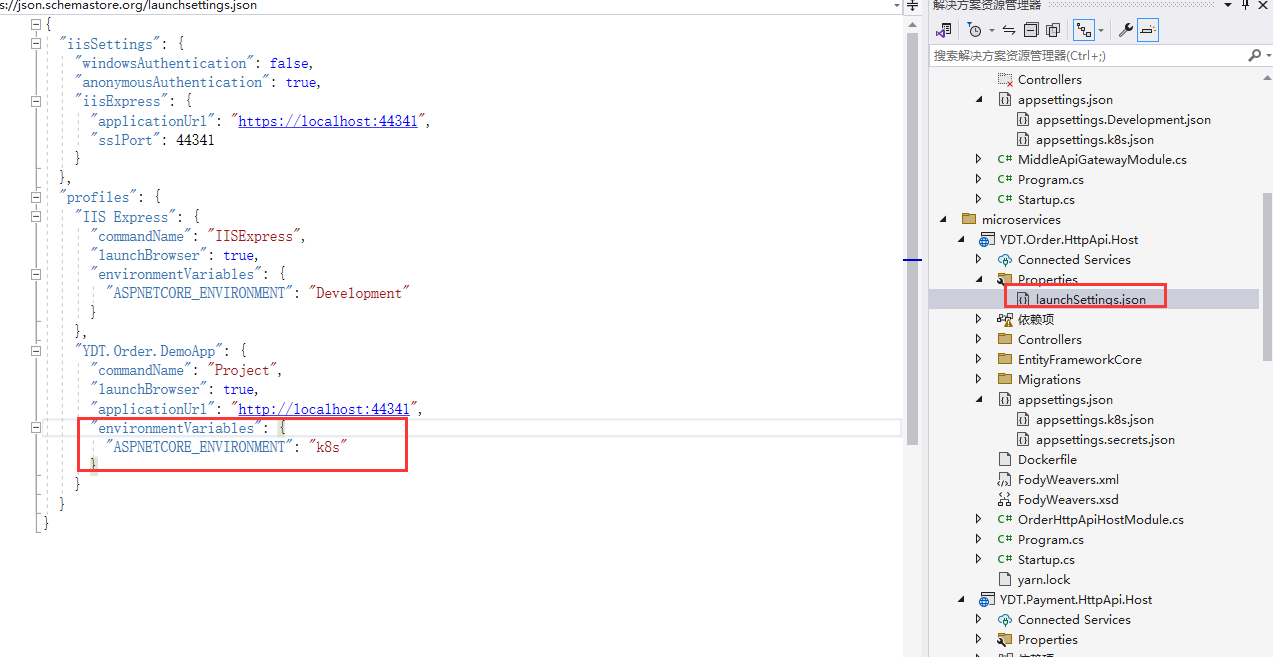 s://json.schemastore.org/launchsettings.json
{
"iisSettings": {
"windowsAuthentication": false,
"anonymousAuthentication": true,
"iisExpress": {
"applicationUrl": "https://localhost:44341",
"sslPort": 44341
}
},
"profiles": {
"IIS Express": {
"commandName": "IISExpress",
"launchBrowser": true,
"environmentVariables": {
"ASPNETCORE_ENVIRONMENT": "Development"
}
},
"YDT.Order.DemoApp": {
"commandName": "Project",
"launchBrowser": true,
"applicationUrl": "http://localhost:44341",
"environmentVariables": {
"ASPNETCORE_ENVIRONMENT": "k8s"
}
}
}
}
解决方案资源管理器
搜索解决方案资源管理器(Ctrl+;)
Controllers
appsettings.json
appsettings.Development.json
appsettings.k8s.json
C# MiddleApiGatewayModule.cs
C# Program.cs
C# Startup.cs
microservices
YDT.Order.HttpApi.Host
Connected Services
Properties
launchSettings.json
依赖项
Controllers
EntityFrameworkCore
Migrations
appsettings.json
appsettings.k8s.json
appsettings.secrets.json
Dockerfile
FodyWeavers.xml
FodyWeavers.xsd
C# OrderHttpApiHostModule.cs
C# Program.cs
C# Startup.cs
yarn.lock
YDT.Payment.HttpApi.Host
Connected Services
Properties